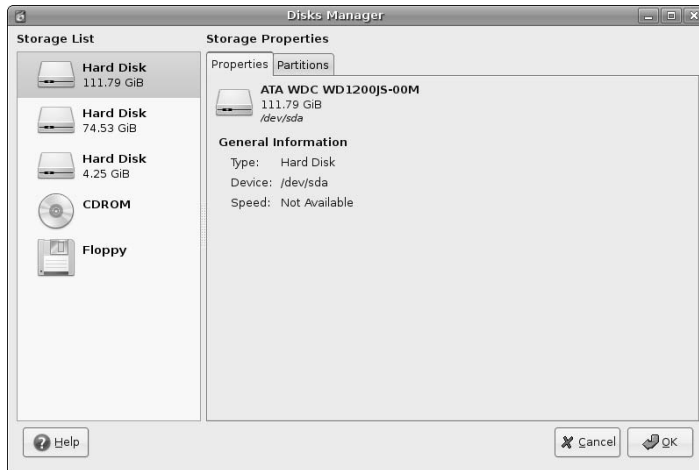 Disks Manager
Storage List
Hard Disk
111.79 GiB
Hard Disk
74.53 GiB
Hard Disk
4.25 GiB
CDROM
Floppy
Storage Properties
Properties Partitions
ATA WDC WD1200JS-00M
111.79 GiB
/dev/sda
General Information
Type: Hard Disk
Device: /dev/sda
Speed: Not Available
Help
Cancel
OK